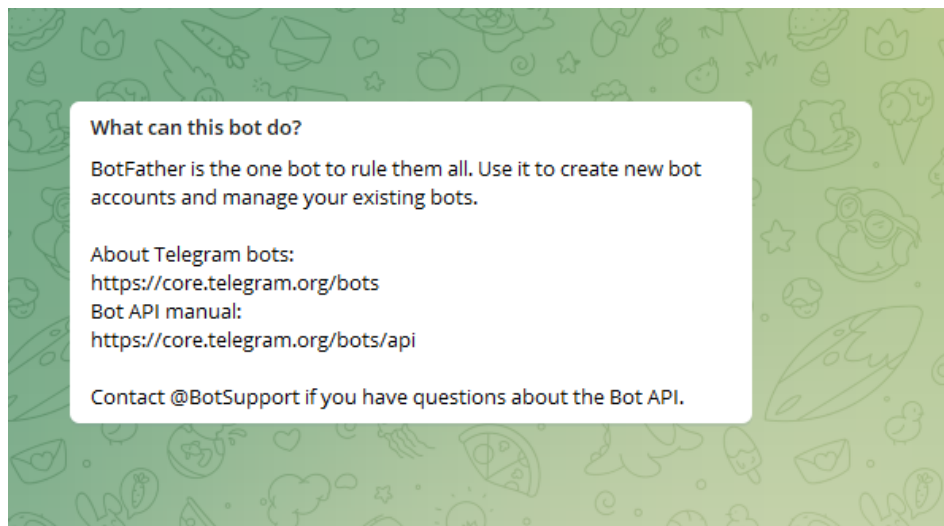 What can this bot do?
BotFather is the one bot to rule them all. Use it to create new bot
accounts and manage your existing bots.
About Telegram bots:
https://core.telegram.org/bots
Bot API manual:
https://core.telegram.org/bots/api
Contact @BotSupport if you have questions about the Bot API.